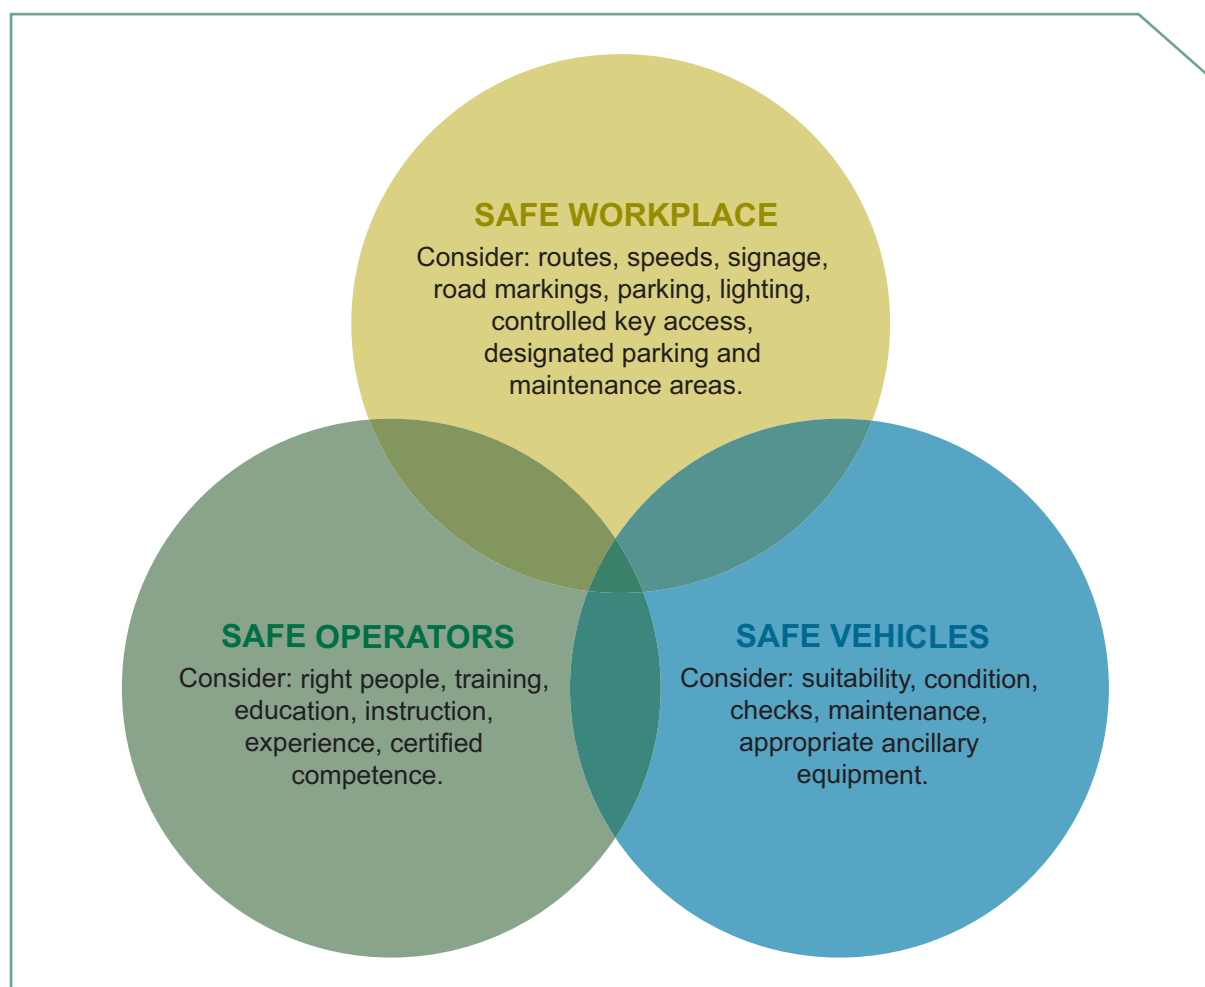 SAFE WORKPLACE
Consider: routes, speeds, signage,
road markings, parking, lighting,
controlled key access,
designated parking and
maintenance areas.
SAFE OPERATORS
Consider: right people, training,
education, instruction,
experience, certified
competence.
SAFE VEHICLES
Consider: suitability, condition,
checks, maintenance,
appropriate ancillary
equipment.